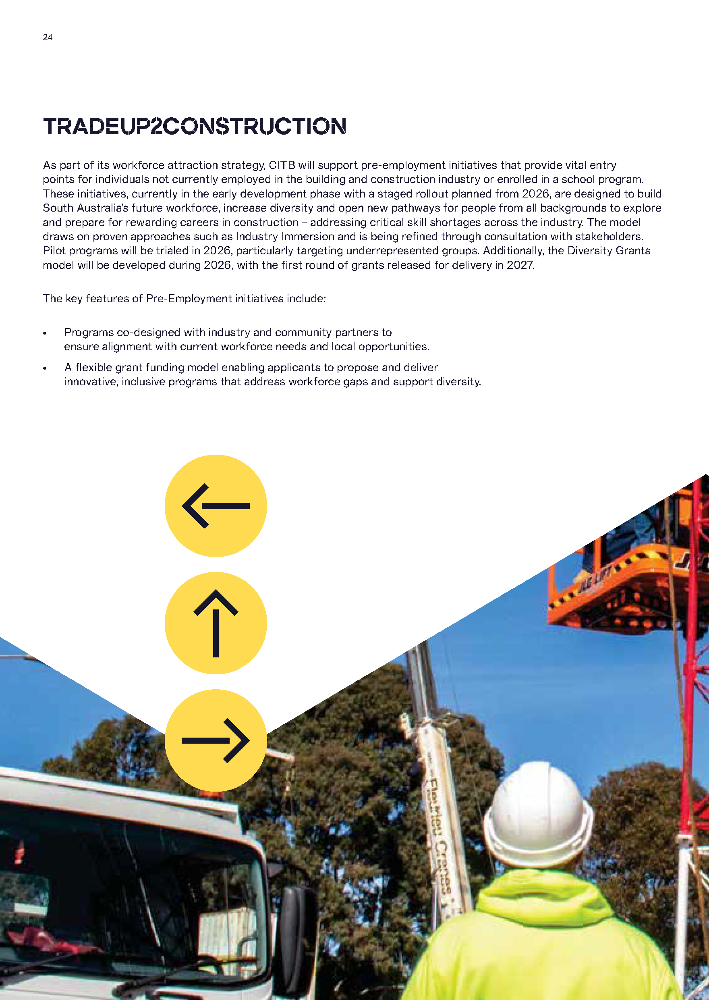 24
TRADEUP2CONSTRUCTION
As part of its workforce attraction strategy, CITB will support pre-employment initiatives that provide vital entry
points for individuals not currently employed in the building and construction industry or enrolled in a school program.
These initiatives, currently in the early development phase with a staged rollout planned from 2026, are designed to build
South Australia’s future workforce, increase diversity and open new pathways for people from all backgrounds to explore
and prepare for rewarding careers in construction – addressing critical skill shortages across the industry. The model
draws on proven approaches such as Industry Immersion and is being refined through consultation with stakeholders.
Pilot programs will be trialed in 2026, particularly targeting underrepresented groups. Additionally, the Diversity Grants
model will be developed during 2026, with the first round of grants released for delivery in 2027.
The key features of Pre-Employment initiatives include:
• Programs co-designed with industry and community partners to
ensure alignment with current workforce needs and local opportunities.
• A flexible grant funding model enabling applicants to propose and deliver
innovative, inclusive programs that address workforce gaps and support diversity.
JLG LIFT
Fleurieu Cranes